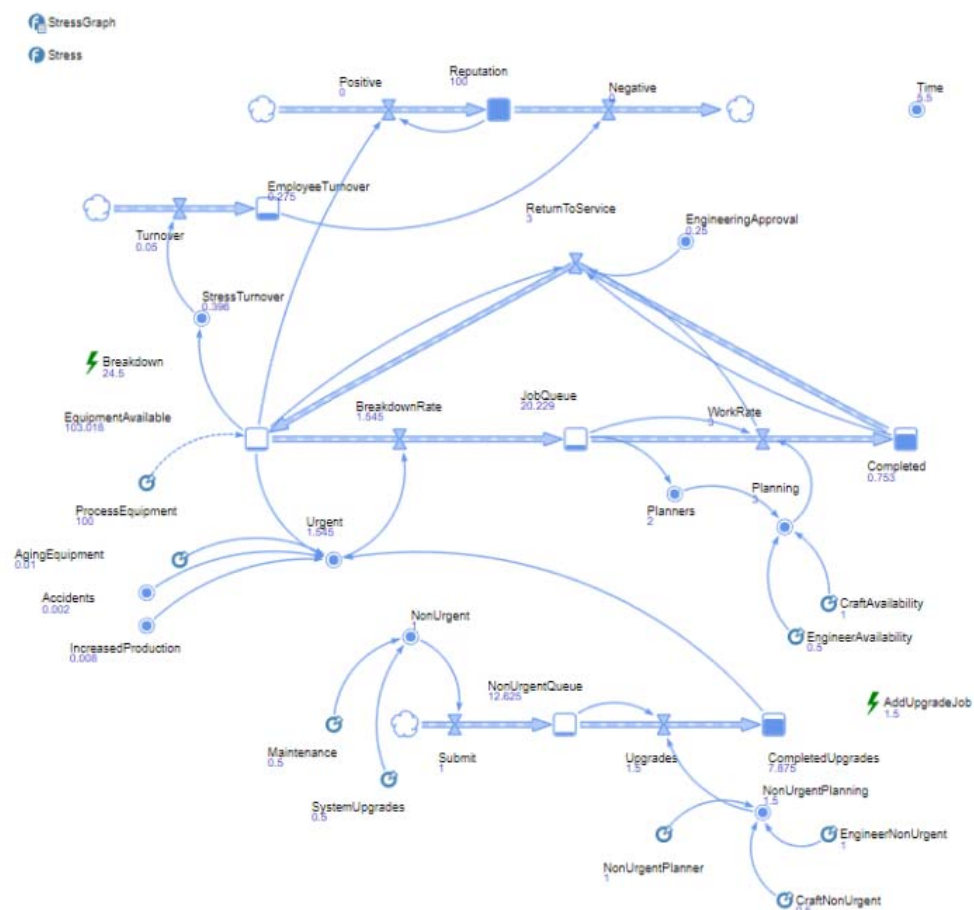 StressGraph
Stress
Positive
0
Reputation
100
Negative
0
Time
5.5
EmployeeTurnover
0.275
Turnover
0.05
ReturnToService
3
EngineeringApproval
0.25
StressTurnover
0.396
Breakdown
24.5
EquipmentAvailable
103.018
BreakdownRate
1.545
JobQueue
20.229
WorkRate
3
Completed
0.753
ProcessEquipment
100
Urgent
1.545
Planners
2
Planning
3
AgingEquipment
0.01
Accidents
0.002
IncreasedProduction
0.008
CraftAvailability
1
EngineerAvailability
0.5
NonUrgent
1
NonUrgentQueue
12.625
AddUpgradeJob
1.5
Maintenance
0.5
Submit
1
Upgrades
1.5
CompletedUpgrades
7.875
SystemUpgrades
0.5
NonUrgentPlanning
1.5
NonUrgentPlanner
1
EngineerNonUrgent
1
CraftNonUrgent